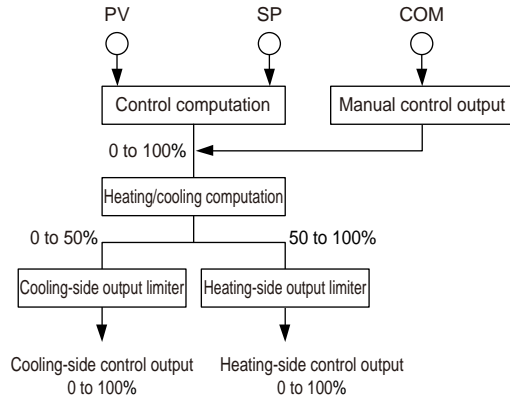 PV
SP
COM
Control computation
Manual control output
0 to 100%
Heating/cooling computation
0 to 50%
50 to 100%
Cooling-side output limiter
Heating-side output limiter
Cooling-side control output
0 to 100%
Heating-side control output
0 to 100%